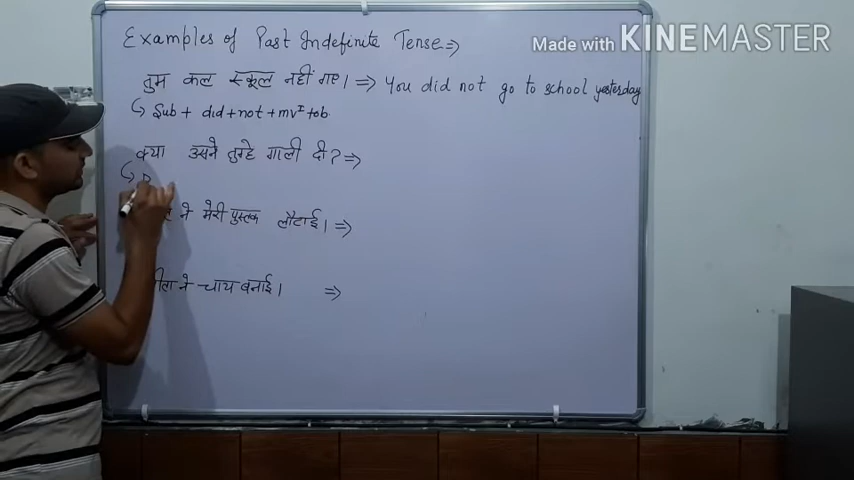 Made with KINEMASTER
Examples of Past Indefinite Tense ⇒
तुम कल स्कूल नहीं गए। ⇒ You did not go to school yesterday
↳ Sub + did + not + mvᴵ + ob.
क्या उसने तुम्हे गाली दी? ⇒
↳ D
ने मेरी पुस्तक लौटाई। ⇒
ने चाय बनाई। ⇒